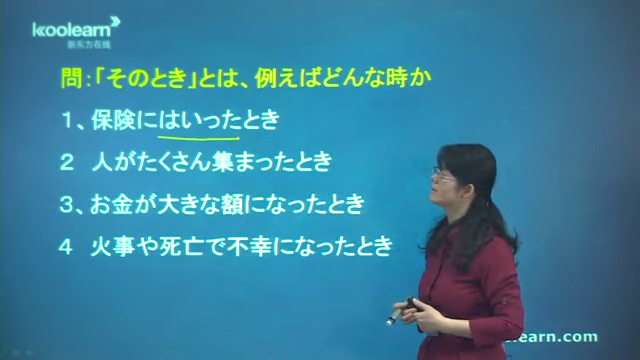 koolearn
新东方在线
問:「そのとき」とは、例えばどんな時か
1、保険にはいったとき
2 人がたくさん集まったとき
3、お金が大きな額になったとき
4 火事や死亡で不幸になったとき
learn.com